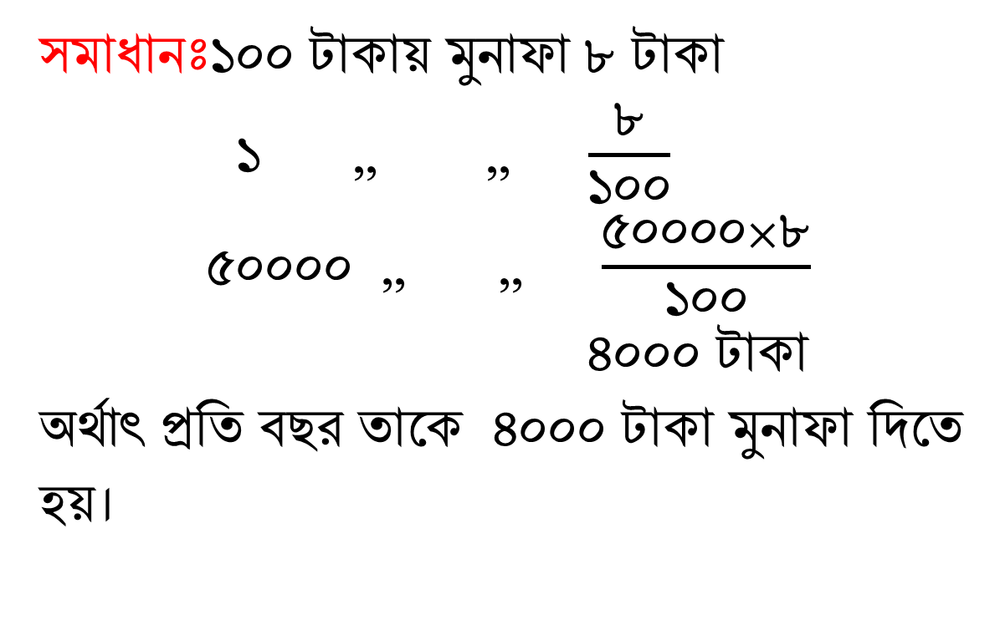 সমাধানঃ১০০ টাকায় মুনাফা ৮ টাকা
৮
১ ,, ,,
১০০
৫০০০০×৮
৫০০০০ ,, ,,
১০০
৪০০০ টাকা
অর্থাৎ প্রতি বছর তাকে ৪০০০ টাকা মুনাফা দিতে
হয়।